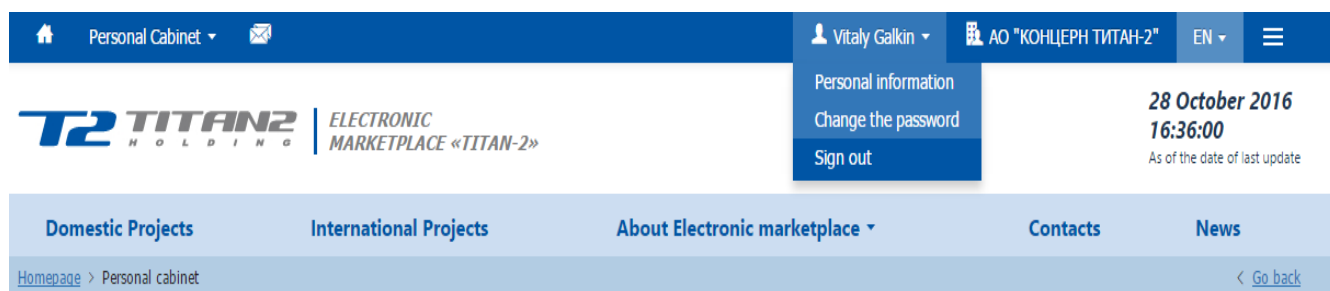 Personal Cabinet
Vitaly Galkin
АО "КОНЦЕРН ТИТАН-2"
EN
Personal information
Change the password
Sign out
T2 TITAN2
HOLDING
ELECTRONIC
MARKETPLACE «TITAN-2»
28 October 2016
16:36:00
As of the date of last update
Domestic Projects
International Projects
About Electronic marketplace
Contacts
News
Homepage > Personal cabinet
< Go back